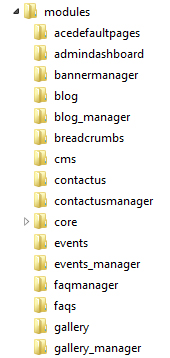 modules
acedefaultpages
admindashboard
bannermanager
blog
blog_manager
breadcrumbs
cms
contactus
contactusmanager
core
events
events_manager
faqmanager
faqs
gallery
gallery_manager